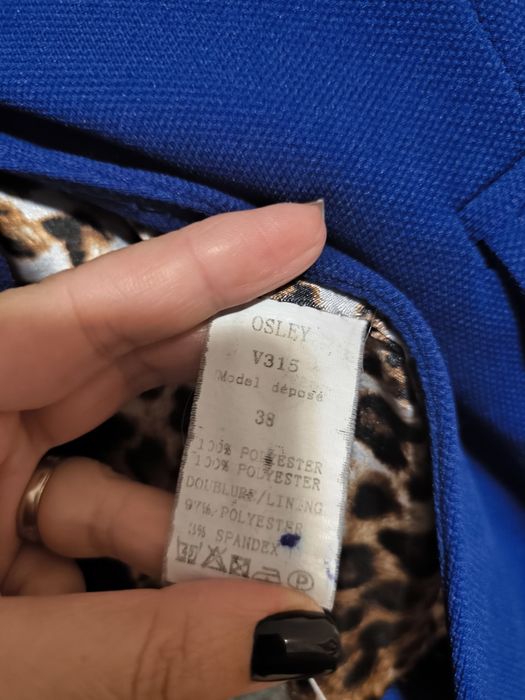 OSLEY
V315
Model déposé
38
100% POLYESTER
100% POLYESTER
DOUBLURE/LINING
97% POLYESTER
3% SPANDEX
P